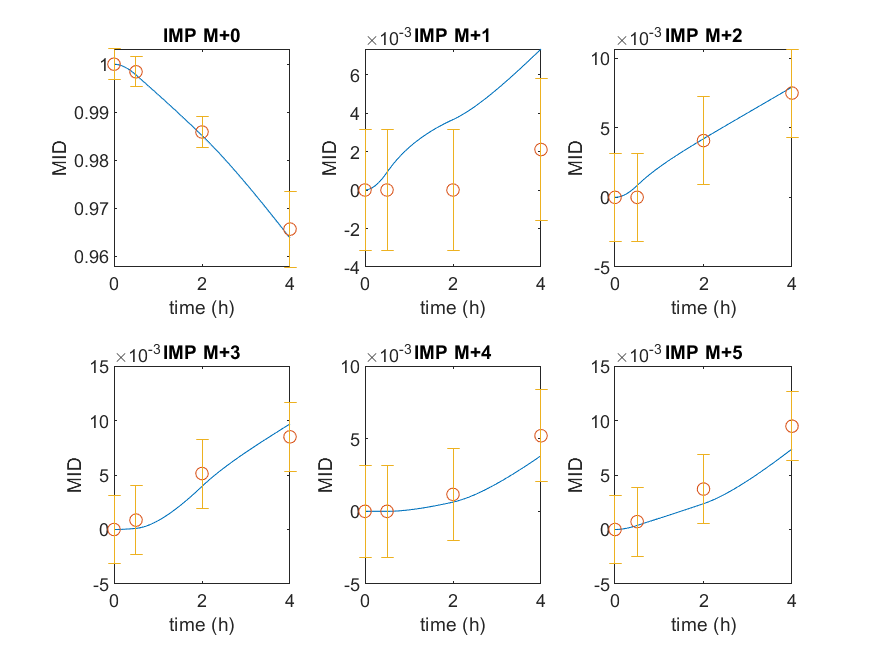 IMP M+0
1
0.99
0.98
0.97
0.96
MID
0 2 4
time (h)
×10-3 IMP M+1
6
4
2
0
-2
-4
MID
0 2 4
time (h)
×10-3 IMP M+2
10
5
0
-5
MID
0 2 4
time (h)
×10-3 IMP M+3
15
10
5
0
-5
MID
0 2 4
time (h)
×10-3 IMP M+4
10
5
0
-5
MID
0 2 4
time (h)
×10-3 IMP M+5
15
10
5
0
-5
MID
0 2 4
time (h)